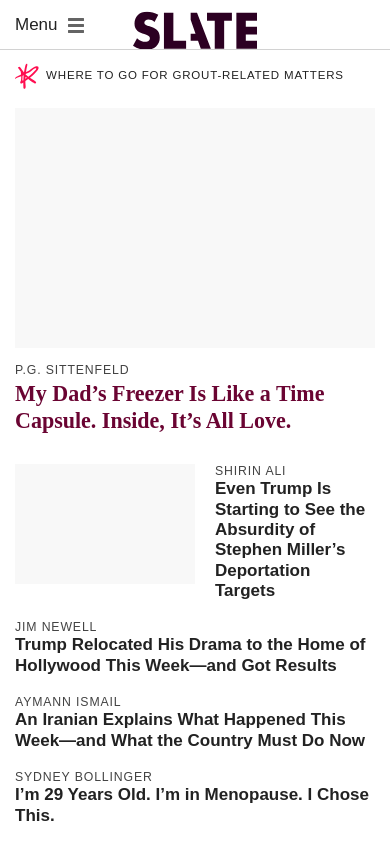 Menu
SLATE
WHERE TO GO FOR GROUT-RELATED MATTERS
P.G. SITTENFELD
My Dad’s Freezer Is Like a Time
Capsule. Inside, It’s All Love.
SHIRIN ALI
Even Trump Is
Starting to See the
Absurdity of
Stephen Miller’s
Deportation
Targets
JIM NEWELL
Trump Relocated His Drama to the Home of
Hollywood This Week—and Got Results
AYMANN ISMAIL
An Iranian Explains What Happened This
Week—and What the Country Must Do Now
SYDNEY BOLLINGER
I’m 29 Years Old. I’m in Menopause. I Chose
This.